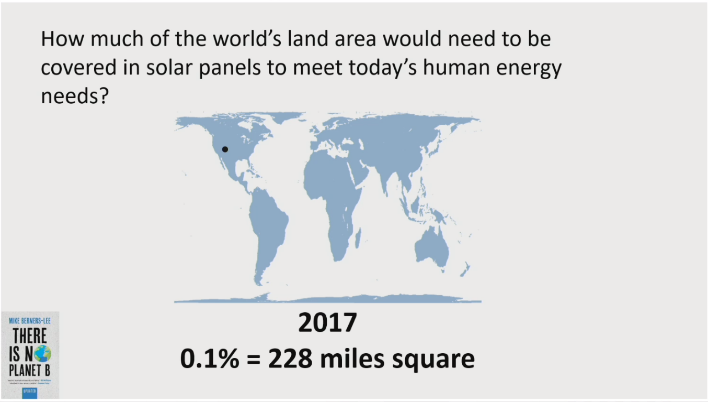 How much of the world's land area would need to be
covered in solar panels to meet today's human energy
needs?
2017
0.1% = 228 miles square
MIKE BERNERS-LEE
THERE
IS NO
PLANET B